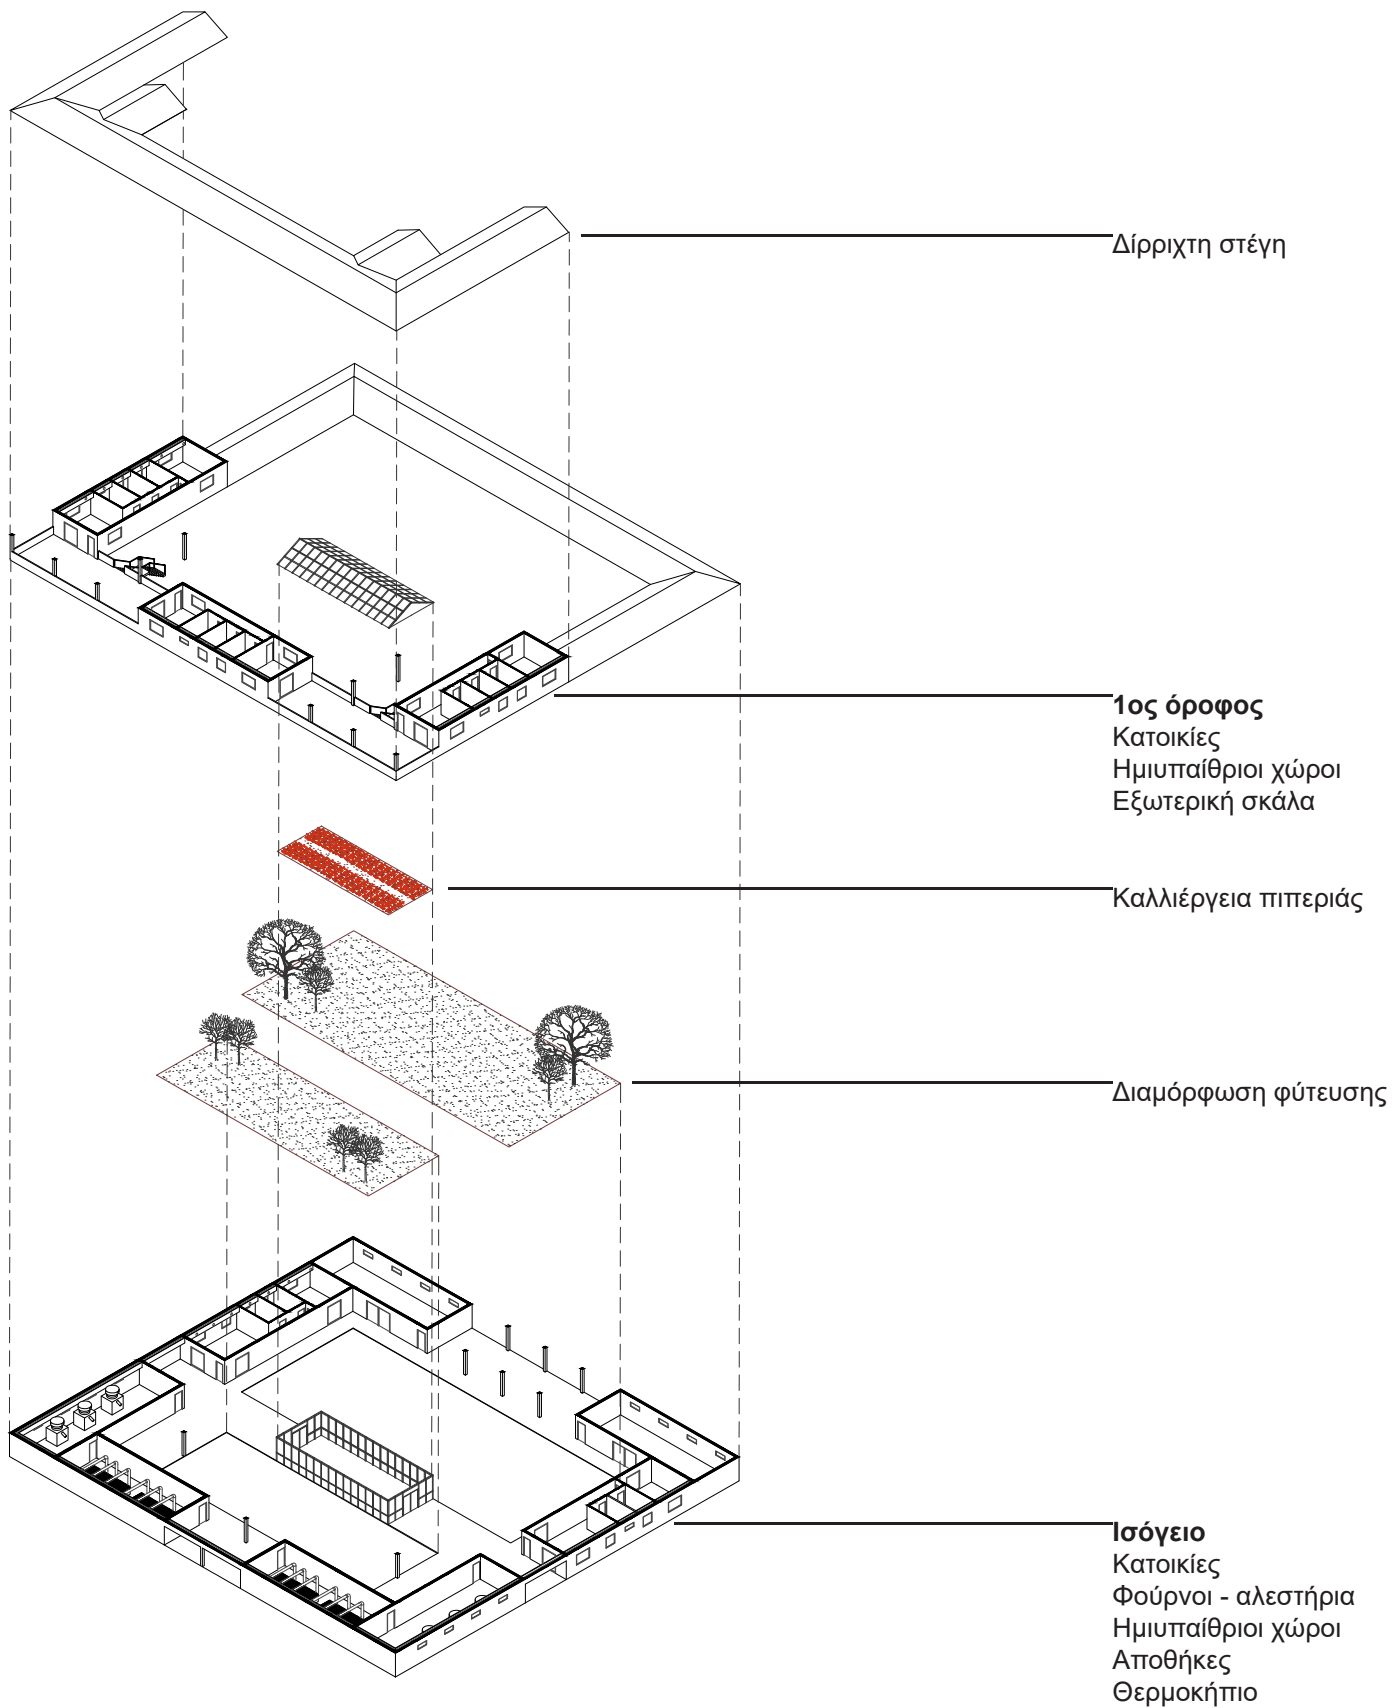 Δίρριχτη στέγη
1ος όροφος
Κατοικίες
Ημιυπαίθριοι χώροι
Εξωτερική σκάλα
Καλλιέργεια πιπεριάς
Διαμόρφωση φύτευσης
Ισόγειο
Κατοικίες
Φούρνοι - αλεστήρια
Ημιυπαίθριοι χώροι
Αποθήκες
Θερμοκήπιο